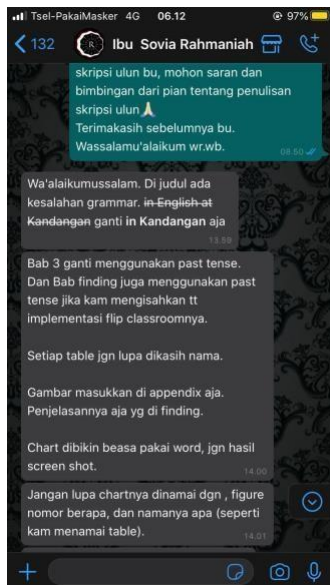 Tsel-PakaiMasker 4G 06.12 97%
132 R Ibu Sovia Rahmaniah
skripsi ulun bu, mohon saran dan
bimbingan dari pian tentang penulisan
skripsi ulun🙏
Terimakasih sebelumnya bu.
Wassalamu'alaikum wr.wb.
08.50
Wa'alaikumussalam. Di judul ada
kesalahan grammar. in English at
Kandangan ganti in Kandangan aja
13.59
Bab 3 ganti menggunakan past tense.
Dan Bab finding juga menggunakan past
tense jika kam mengisahkan tt
implementasi flip classroomnya.
Setiap table jgn lupa dikasih nama.
Gambar masukkan di appendix aja.
Penjelasannya aja yg di finding.
Chart dibikin beasa pakai word, jgn hasil
screen shot.
14.00
Jangan lupa chartnya dinamai dgn , figure
nomor berapa, dan namanya apa (seperti
kam menamai table).
14.01